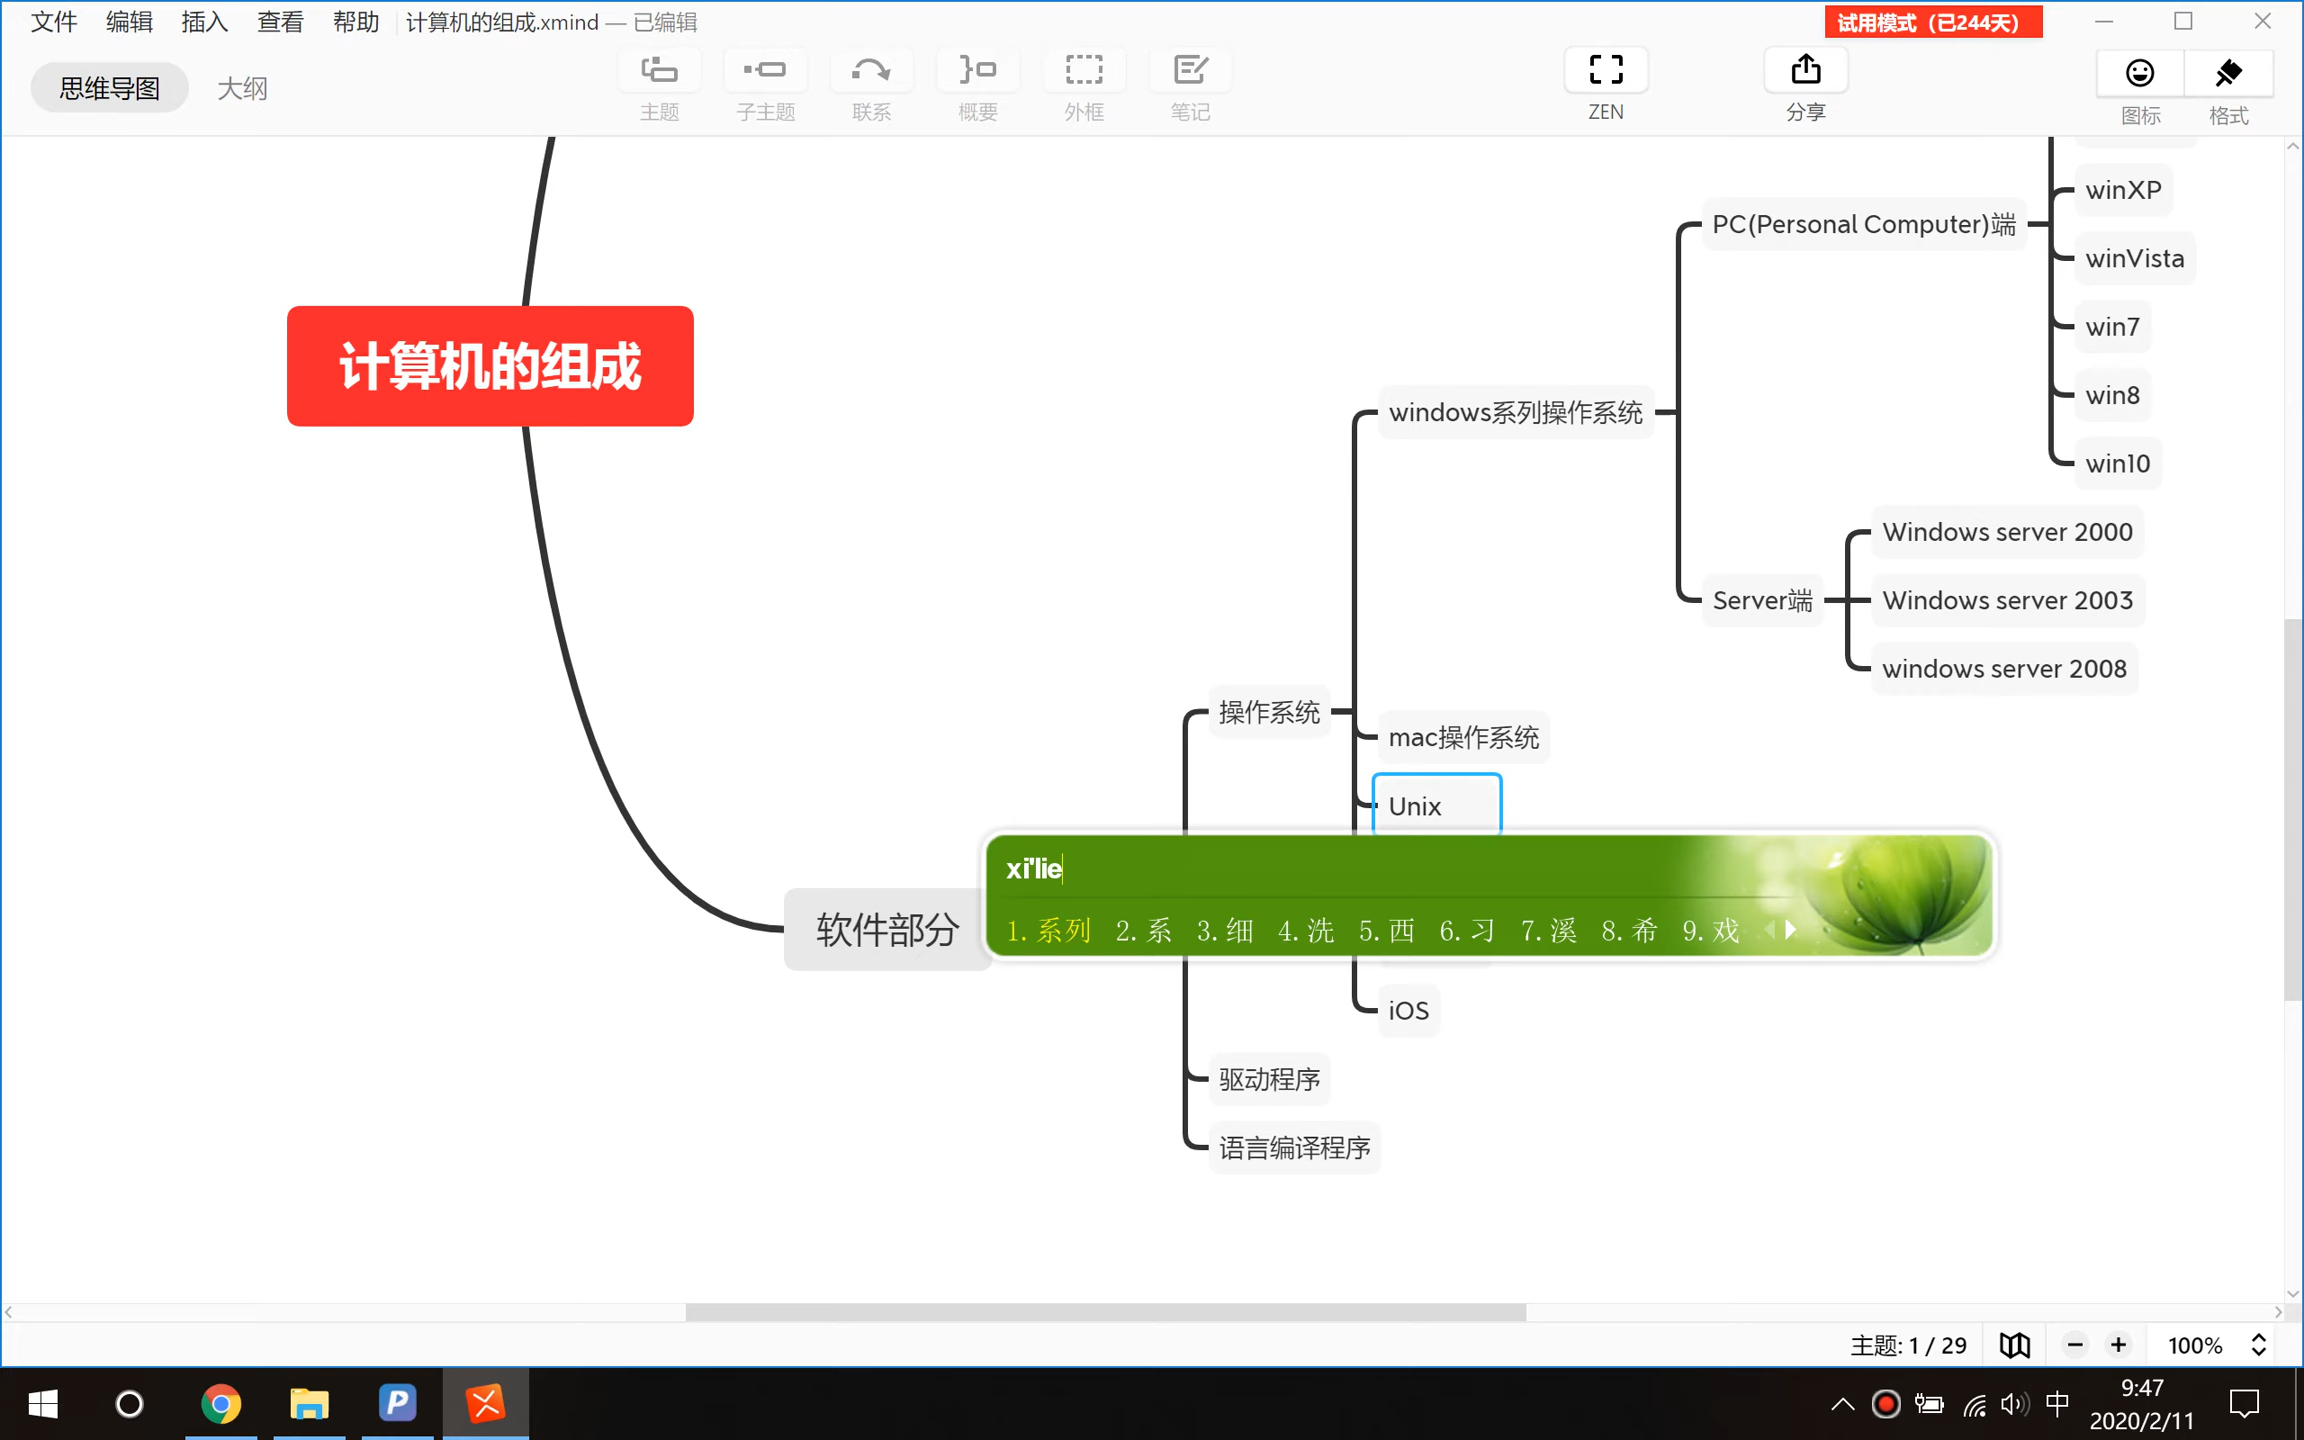 文件 编辑 插入 查看 帮助 计算机的组成.xmind — 已编辑 试用模式（已244天）
思维导图 大纲 主题 子主题 联系 概要 外框 笔记 ZEN 分享 图标 格式
winXP
PC(Personal Computer)端
winVista
win7
计算机的组成
win8
windows系列操作系统
win10
Windows server 2000
Server端 Windows server 2003
windows server 2008
操作系统
mac操作系统
Unix
xi'lie
软件部分
1.系列 2.系 3.细 4.洗 5.西 6.习 7.溪 8.希 9.戏
iOS
驱动程序
语言编译程序
主题: 1 / 29 100%
中 9:47
2020/2/11